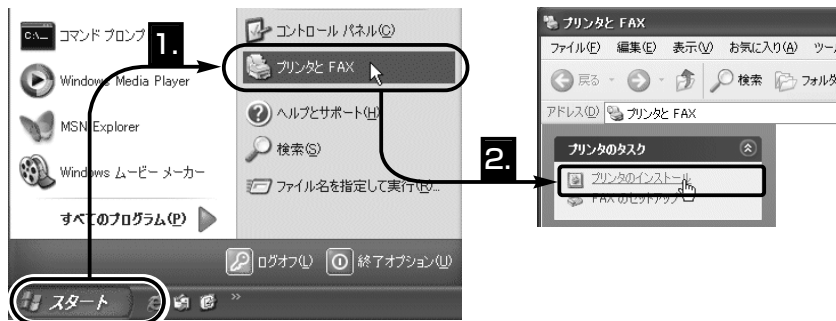 C:\_
コマンド プロンプ
1.
Windows Media Player
MSN Explorer
Windows ムービー メーカー
すべてのプログラム(P)
コントロール パネル(C)
プリンタと FAX
ヘルプとサポート(H)
検索(S)
ファイル名を指定して実行(R)...
ログオフ(L)
終了オプション(U)
スタート
»
2.
プリンタと FAX
ファイル(F) 編集(E) 表示(V) お気に入り(A) ツー
戻る 検索 フォルダ
アドレス(D) プリンタと FAX
プリンタのタスク
プリンタのインストール
FAX のセットアップ